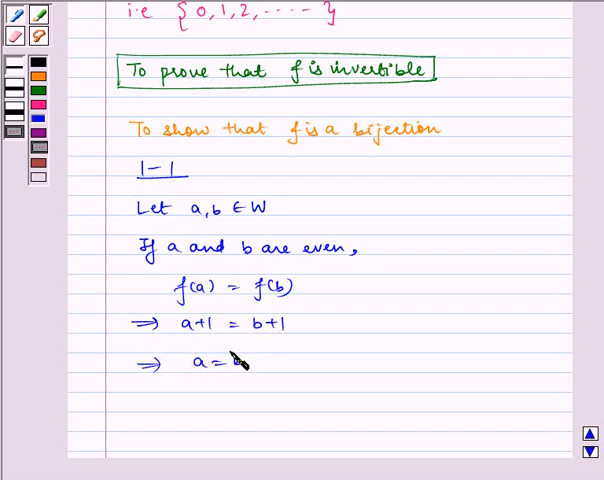 i.e {0, 1, 2, ----- }
To prove that f is invertible
To show that f is a bijection
1-1
Let a, b ∈ W
If a and b are even,
f(a) = f(b)
⇒ a+1 = b+1
⇒ a =